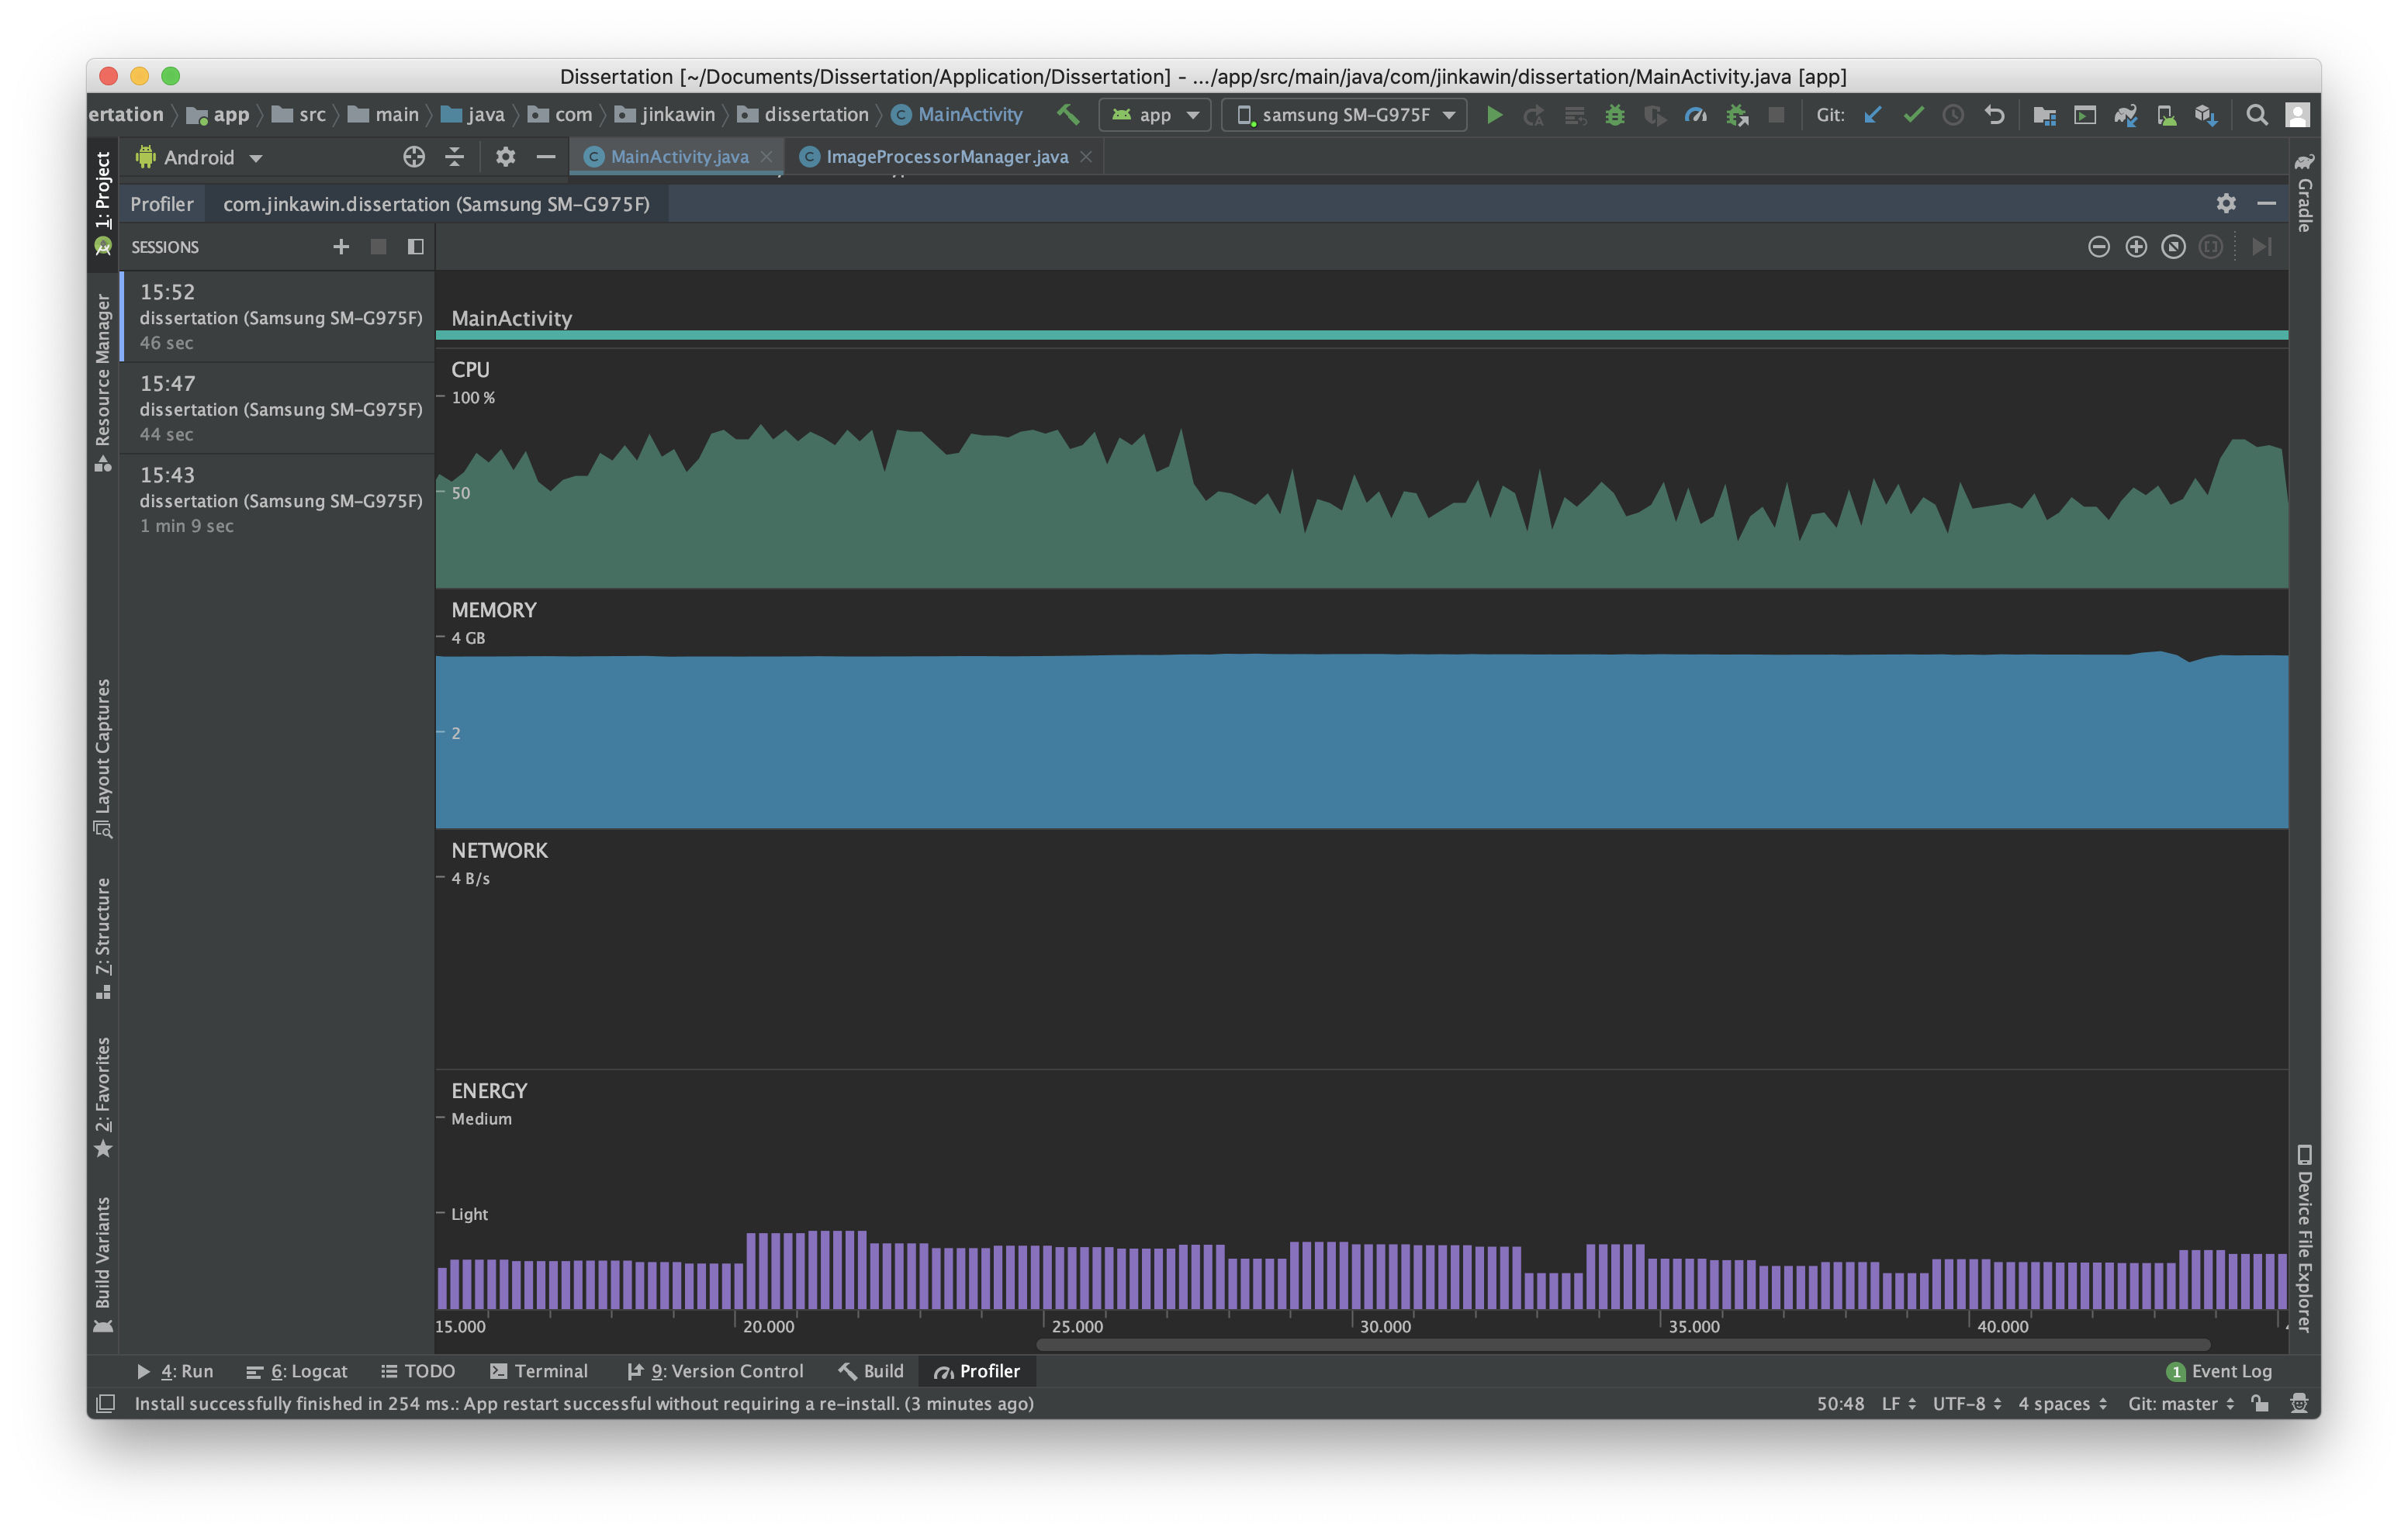 Dissertation [~/Documents/Dissertation/Application/Dissertation] - .../app/src/main/java/com/jinkawin/dissertation/MainActivity.java [app]
ertation app src main java com jinkawin dissertation MainActivity app samsung SM-G975F Git:
Android MainActivity.java ImageProcessorManager.java
Profiler com.jinkawin.dissertation (Samsung SM-G975F)
SESSIONS
15:52
dissertation (Samsung SM-G975F)
46 sec
15:47
dissertation (Samsung SM-G975F)
44 sec
15:43
dissertation (Samsung SM-G975F)
1 min 9 sec
1: Project
Resource Manager
Layout Captures
7: Structure
2: Favorites
Build Variants
MainActivity
CPU
100 %
50
MEMORY
4 GB
2
NETWORK
4 B/s
ENERGY
Medium
Light
15.000 20.000 25.000 30.000 35.000 40.000
Gradle
Device File Explorer
4: Run 6: Logcat TODO Terminal 9: Version Control Build Profiler 1 Event Log
Install successfully finished in 254 ms.: App restart successful without requiring a re-install. (3 minutes ago) 50:48 LF UTF-8 4 spaces Git: master